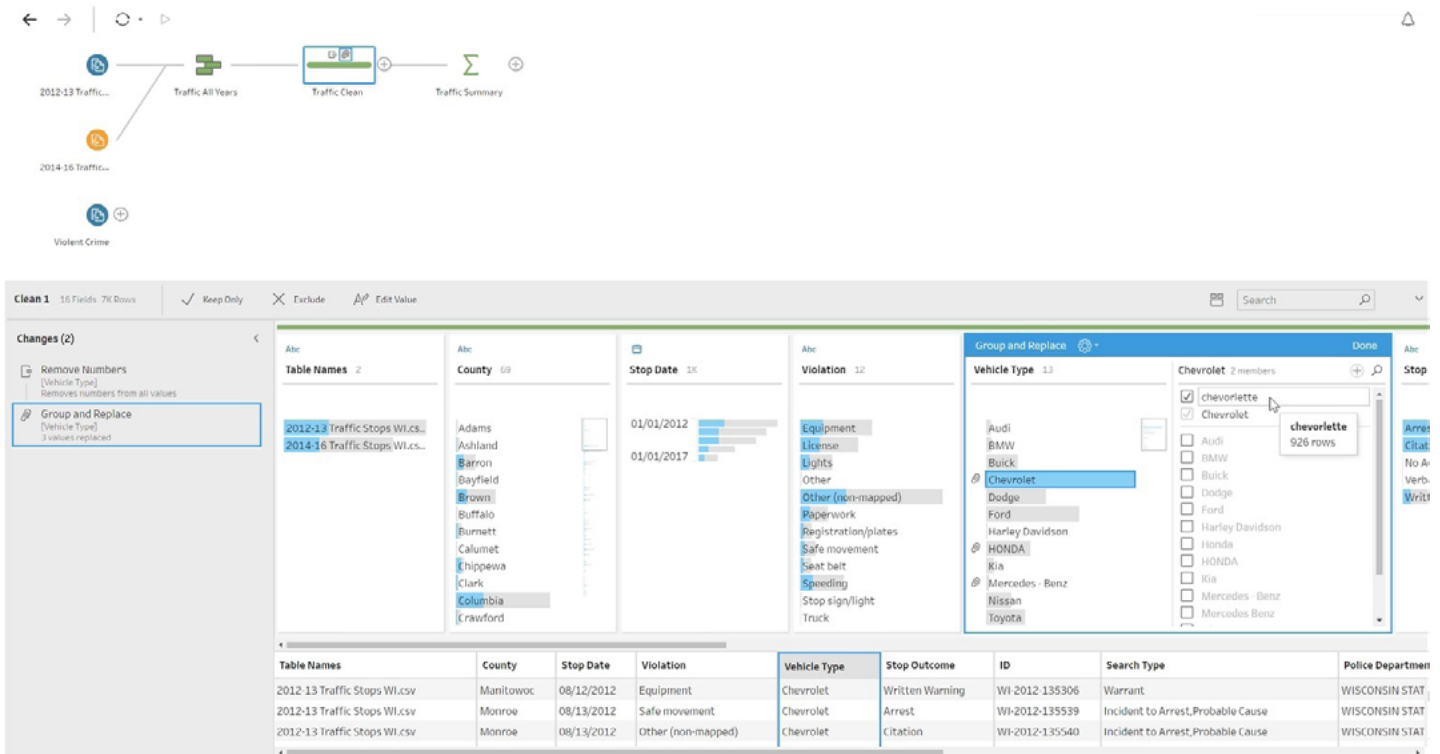 2012-13 Traffic...
Traffic All Years
Traffic Clean
Traffic Summary
2014-16 Traffic...
Violent Crime
Clean 1 16 Fields 7K Rows
Keep Only
Exclude
Edit Value
Search
Changes (2)
Remove Numbers
[Vehicle Type]
Removes numbers from all values
Group and Replace
[Vehicle Type]
3 values replaced
Abc
Table Names 2
2012-13 Traffic Stops WI.cs...
2014-16 Traffic Stops WI.cs...
Abc
County 69
Adams
Ashland
Barron
Bayfield
Brown
Buffalo
Burnett
Calumet
Chippewa
Clark
Columbia
Crawford
Stop Date 1K
01/01/2012
01/01/2017
Abc
Violation 12
Equipment
License
Lights
Other
Other (non-mapped)
Paperwork
Registration/plates
Safe movement
Seat belt
Speeding
Stop sign/light
Truck
Group and Replace
Done
Vehicle Type 13
Audi
BMW
Buick
Chevrolet
Dodge
Ford
Harley Davidson
HONDA
Kia
Mercedes - Benz
Nissan
Toyota
Chevrolet 2 members
chevorlette
Chevrolet
Audi
BMW
Buick
Dodge
Ford
Harley Davidson
Honda
HONDA
Kia
Mercedes - Benz
Mercedes Benz
chevorlette
926 rows
Abc
Stop
Arres
Citat
No A
Verb
Writt
Table Names County Stop Date Violation Vehicle Type Stop Outcome ID Search Type Police Departmen
2012-13 Traffic Stops WI.csv Manitowoc 08/12/2012 Equipment Chevrolet Written Warning WI-2012-135306 Warrant WISCONSIN STAT
2012-13 Traffic Stops WI.csv Monroe 08/13/2012 Safe movement Chevrolet Arrest WI-2012-135539 Incident to Arrest,Probable Cause WISCONSIN STAT
2012-13 Traffic Stops WI.csv Monroe 08/13/2012 Other (non-mapped) Chevrolet Citation WI-2012-135540 Incident to Arrest,Probable Cause WISCONSIN STAT